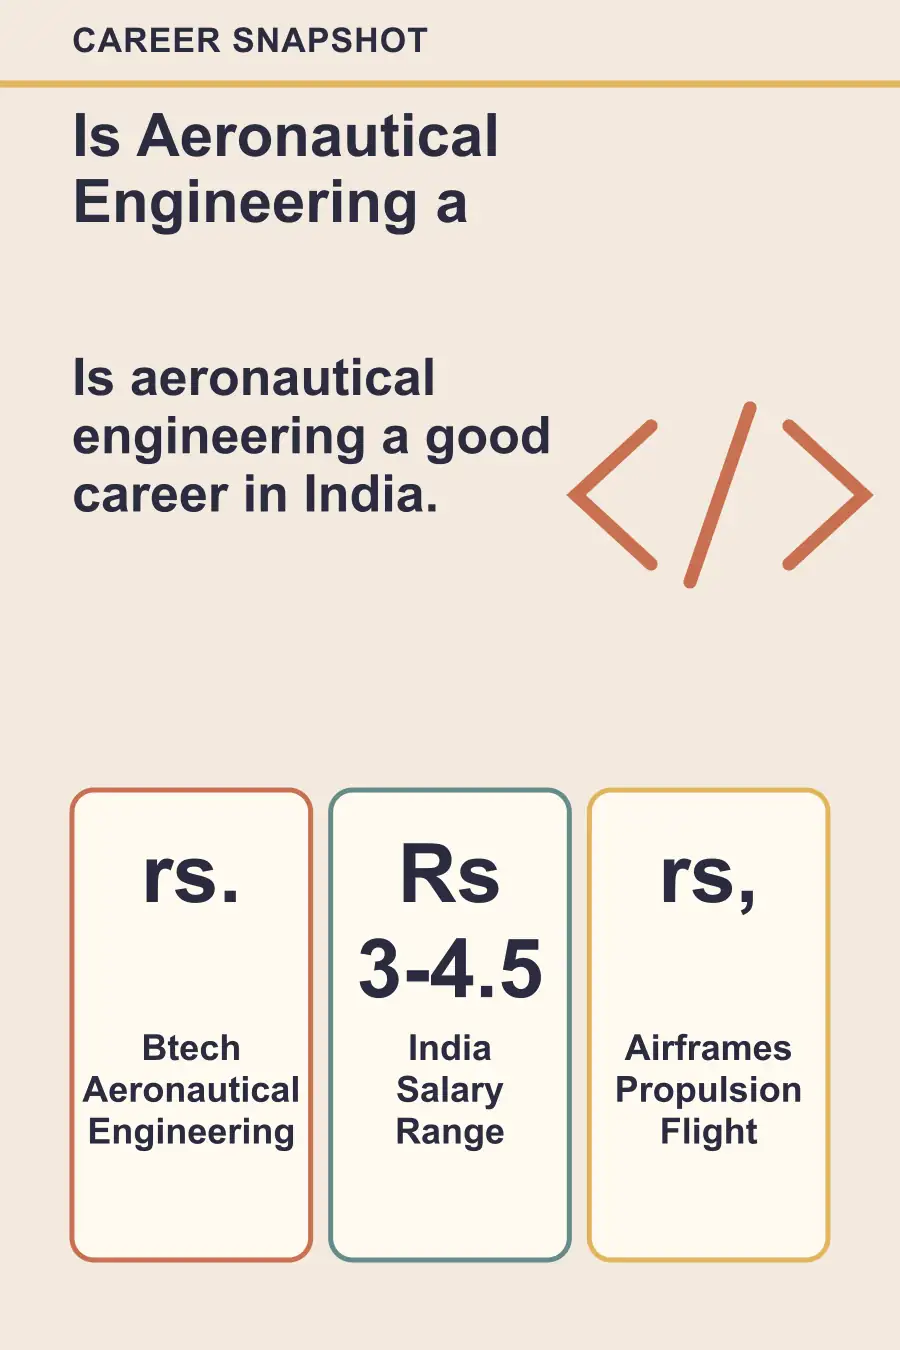 CAREER SNAPSHOT
Is Aeronautical
Engineering a
Is aeronautical
engineering a good
career in India.
</>
rs.
Btech
Aeronautical
Engineering
Rs
3-4.5
India
Salary
Range
rs,
Airframes
Propulsion
Flight